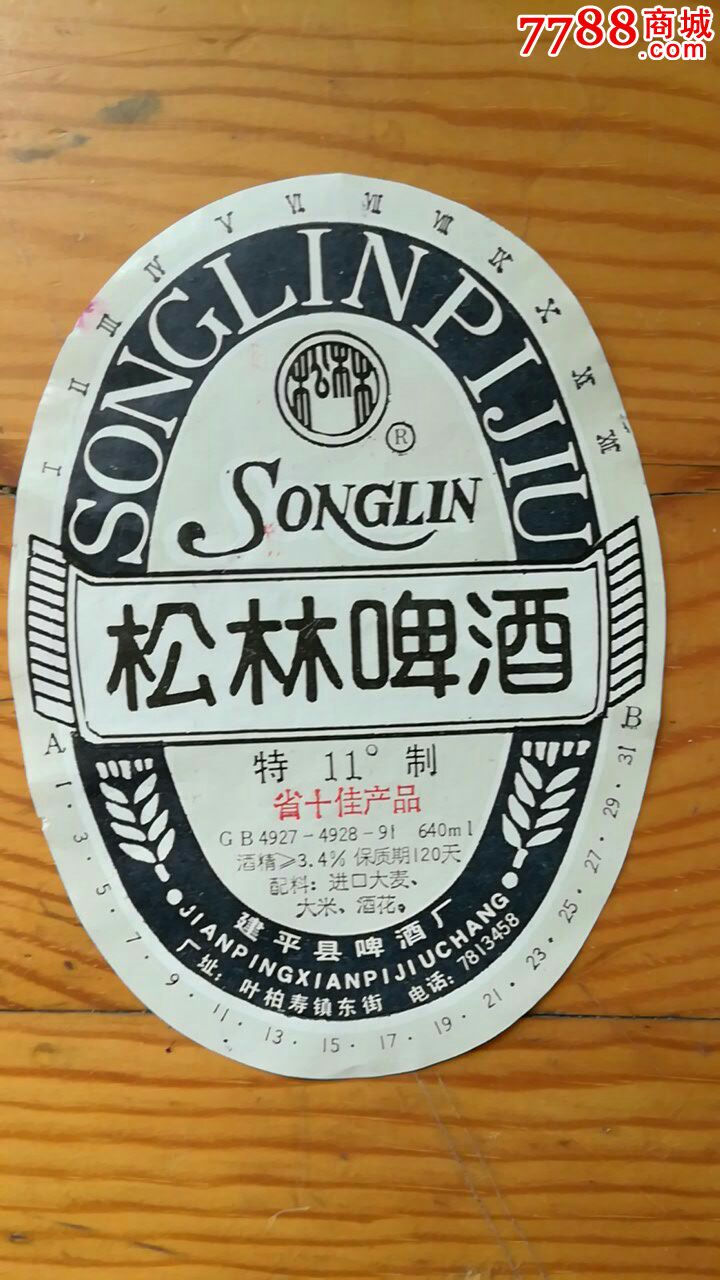 7788商城
.com
I II III IV V VI VII VIII IX X XI XII
SONGLINPIJIU
松林
®
SONGLIN
松林啤酒
A B
特 11° 制
省十佳产品
GB4927-4928-91 640ml
酒精≥3.4% 保质期120天
配料：进口大麦、
大米、酒花。
建平县啤酒厂
JIANPINGXIANPIJIUCHANG
厂址：叶柏寿镇东街 电话：7813458
1·3·5·7·9·11·13·15·17·19·21·23·25·27·29·31